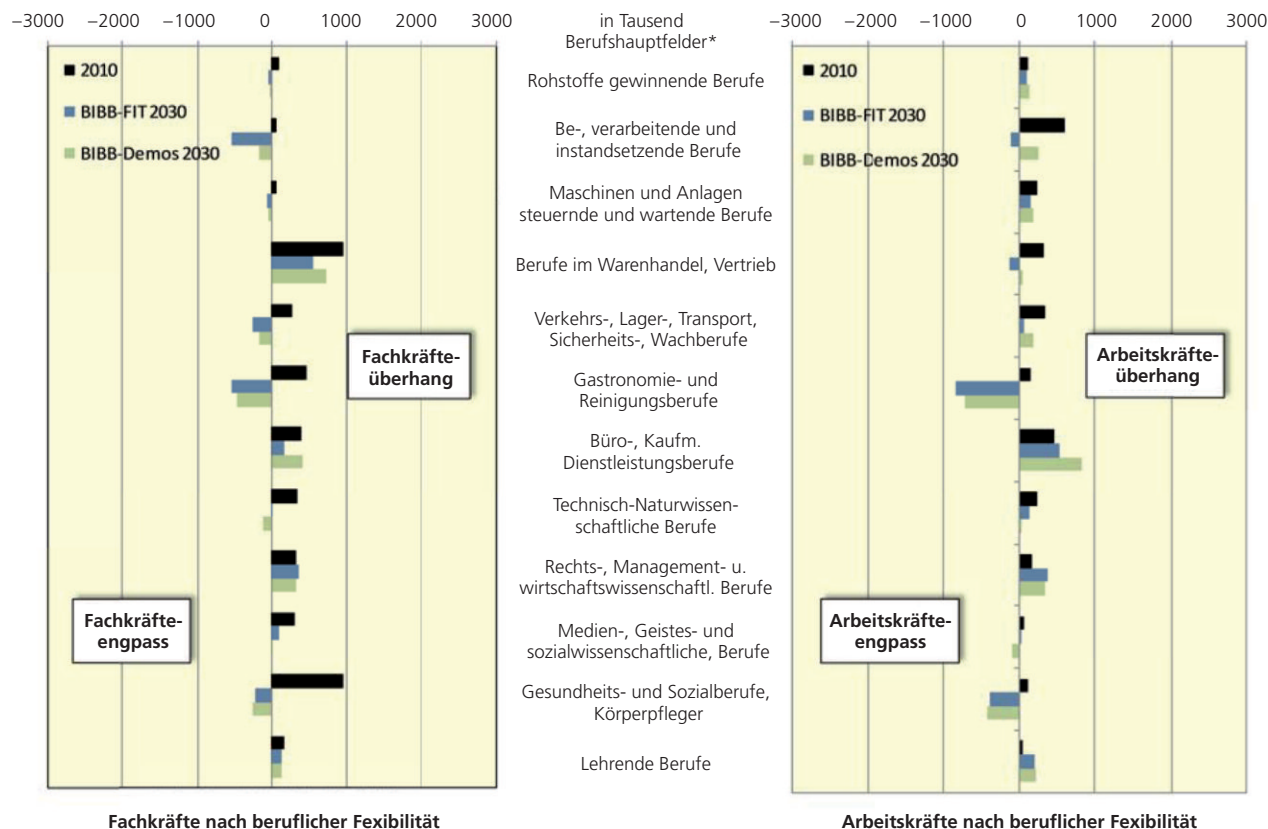 −3000 −2000 −1000 0 1000 2000 3000
in Tausend
Berufshauptfelder*
−3000 −2000 −1000 0 1000 2000 3000
2010
BIBB-FIT 2030
BIBB-Demos 2030
Fachkräfte-
überhang
Fachkräfte-
engpass
Rohstoffe gewinnende Berufe
Be-, verarbeitende und
instandsetzende Berufe
Maschinen und Anlagen
steuernde und wartende Berufe
Berufe im Warenhandel, Vertrieb
Verkehrs-, Lager-, Transport,
Sicherheits-, Wachberufe
Gastronomie- und
Reinigungsberufe
Büro-, Kaufm.
Dienstleistungsberufe
Technisch-Naturwissen-
schaftliche Berufe
Rechts-, Management- u.
wirtschaftswissenschaftl. Berufe
Medien-, Geistes- und
sozialwissenschaftliche, Berufe
Gesundheits- und Sozialberufe,
Körperpfleger
Lehrende Berufe
2010
BIBB-FIT 2030
BIBB-Demos 2030
Arbeitskräfte-
überhang
Arbeitskräfte-
engpass
Fachkräfte nach beruflicher Fexibilität
Arbeitskräfte nach beruflicher Fexibilität